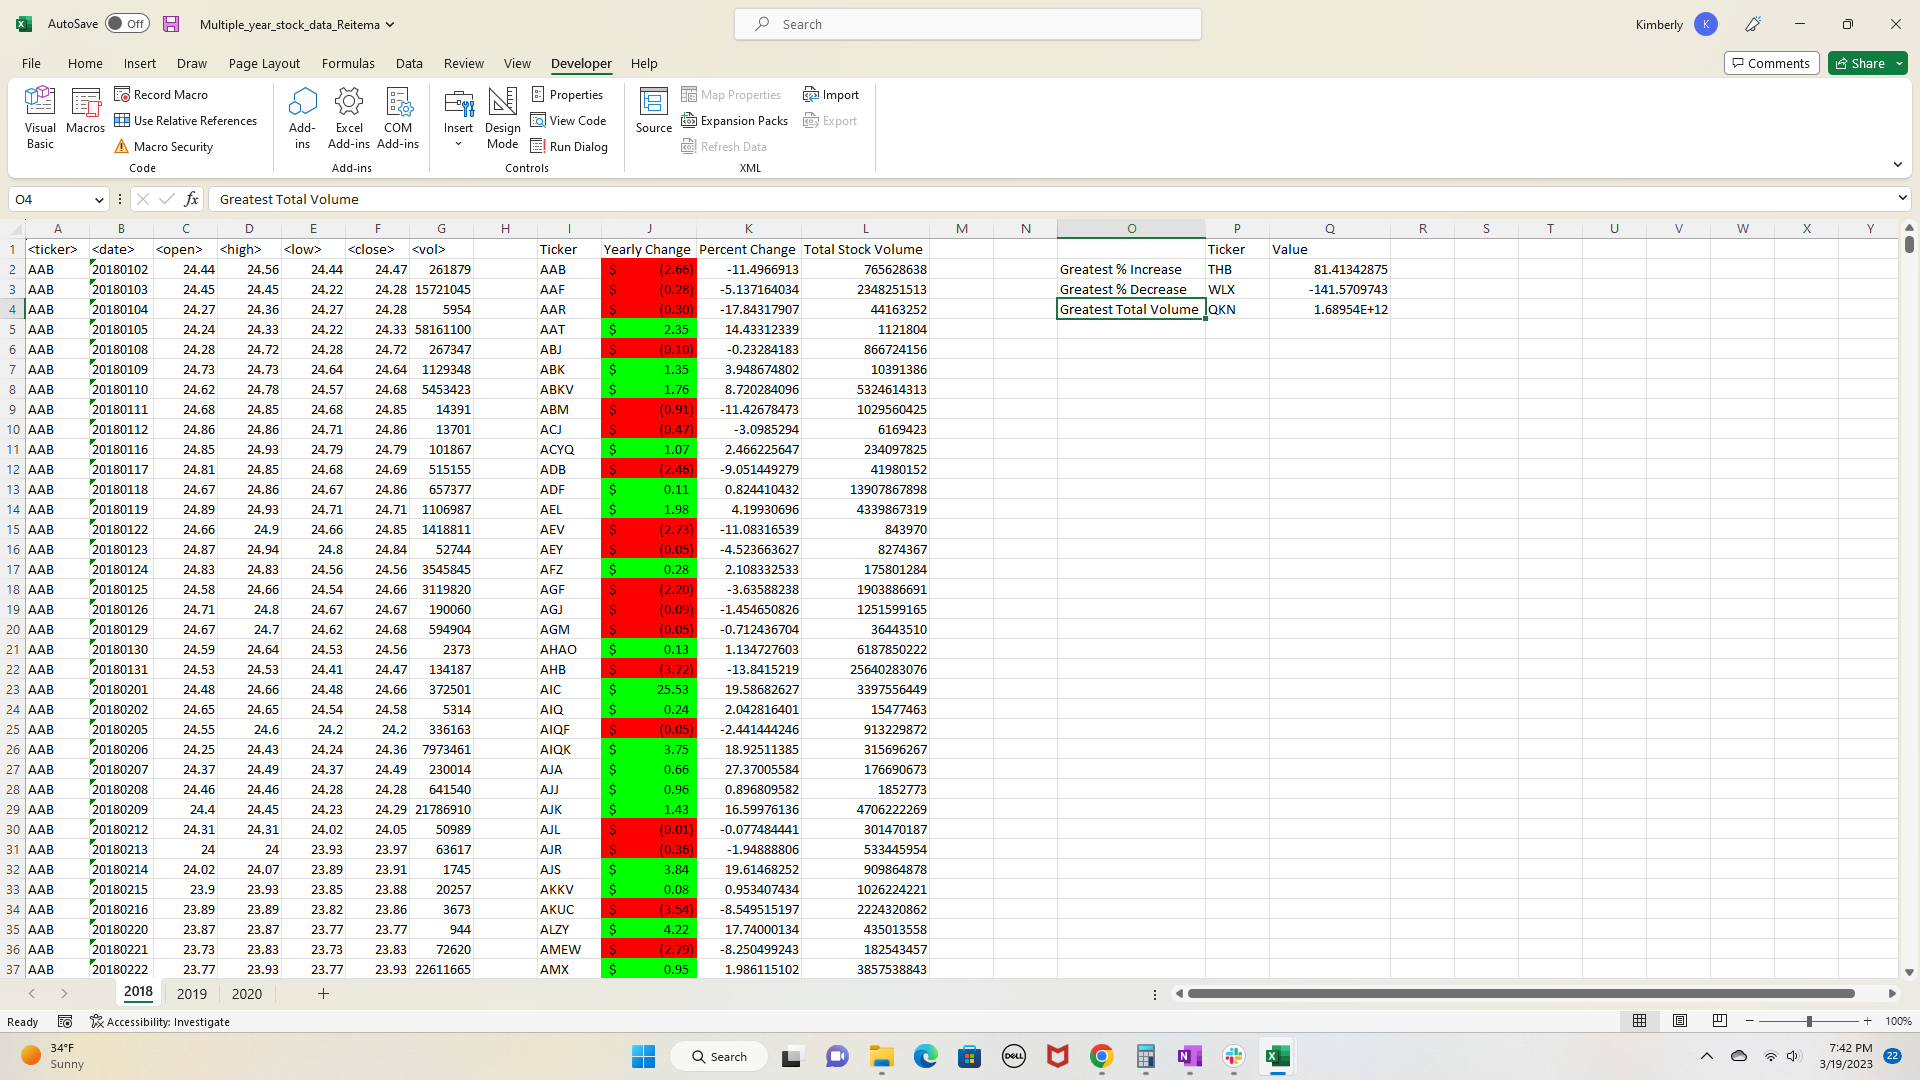 AutoSave Off Multiple_year_stock_data_Reitema Search Kimberly K
File Home Insert Draw Page Layout Formulas Data Review View Developer Help Comments Share
Visual Basic Macros Record Macro Use Relative References Macro Security Code
Add-ins Excel Add-ins COM Add-ins Add-ins
Insert Design Mode Properties View Code Run Dialog Controls
Source Map Properties Expansion Packs Refresh Data Import Export XML
O4 fx Greatest Total Volume
A B C D E F G H I J K L M N O P Q R S T U V W X Y
1 <ticker> <date> <open> <high> <low> <close> <vol> Ticker Yearly Change Percent Change Total Stock Volume Ticker Value
2 AAB 20180102 24.44 24.56 24.44 24.47 261879 AAB $ (2.66) -11.4966913 765628638 Greatest % Increase THB 81.41342875
3 AAB 20180103 24.45 24.45 24.22 24.28 15721045 AAF $ (0.28) -5.137164034 2348251513 Greatest % Decrease WLX -141.5709743
4 AAB 20180104 24.27 24.36 24.27 24.28 5954 AAR $ (0.30) -17.84317907 44163252 Greatest Total Volume QKN 1.68954E+12
5 AAB 20180105 24.24 24.33 24.22 24.33 58161100 AAT $ 2.35 14.43312339 1121804
6 AAB 20180108 24.28 24.72 24.28 24.72 267347 ABJ $ (0.10) -0.23284183 866724156
7 AAB 20180109 24.73 24.73 24.64 24.64 1129348 ABK $ 1.35 3.948674802 10391386
8 AAB 20180110 24.62 24.78 24.57 24.68 5453423 ABKV $ 1.76 8.720284096 5324614313
9 AAB 20180111 24.68 24.85 24.68 24.85 14391 ABM $ (0.91) -11.42678473 1029560425
10 AAB 20180112 24.86 24.86 24.71 24.86 13701 ACJ $ (0.47) -3.0985294 6169423
11 AAB 20180116 24.85 24.93 24.79 24.79 101867 ACYQ $ 1.07 2.466225647 234097825
12 AAB 20180117 24.81 24.85 24.68 24.69 515155 ADB $ (2.46) -9.051449279 41980152
13 AAB 20180118 24.67 24.86 24.67 24.86 657377 ADF $ 0.11 0.824410432 13907867898
14 AAB 20180119 24.89 24.93 24.71 24.71 1106987 AEL $ 1.98 4.19930696 4339867319
15 AAB 20180122 24.66 24.9 24.66 24.85 1418811 AEV $ (2.73) -11.08316539 843970
16 AAB 20180123 24.87 24.94 24.8 24.84 52744 AEY $ (0.05) -4.523663627 8274367
17 AAB 20180124 24.83 24.83 24.56 24.56 3545845 AFZ $ 0.28 2.108332533 175801284
18 AAB 20180125 24.58 24.66 24.54 24.66 3119820 AGF $ (2.20) -3.63588238 1903886691
19 AAB 20180126 24.71 24.8 24.67 24.67 190060 AGJ $ (0.09) -1.454650826 1251599165
20 AAB 20180129 24.67 24.7 24.62 24.68 594904 AGM $ (0.05) -0.712436704 36443510
21 AAB 20180130 24.59 24.64 24.53 24.56 2373 AHAO $ 0.13 1.134727603 6187850222
22 AAB 20180131 24.53 24.53 24.41 24.47 134187 AHB $ (3.72) -13.8415219 25640283076
23 AAB 20180201 24.48 24.66 24.48 24.66 372501 AIC $ 25.53 19.58682627 3397556449
24 AAB 20180202 24.65 24.65 24.54 24.58 5314 AIQ $ 0.24 2.042816401 15477463
25 AAB 20180205 24.55 24.6 24.2 24.2 336163 AIQF $ (0.05) -2.441444246 913229872
26 AAB 20180206 24.25 24.43 24.24 24.36 7973461 AIQK $ 3.75 18.92511385 315696267
27 AAB 20180207 24.37 24.49 24.37 24.49 230014 AJA $ 0.66 27.37005584 176690673
28 AAB 20180208 24.46 24.46 24.28 24.28 641540 AJJ $ 0.96 0.896809582 1852773
29 AAB 20180209 24.4 24.45 24.23 24.29 21786910 AJK $ 1.43 16.59976136 4706222269
30 AAB 20180212 24.31 24.31 24.02 24.05 50989 AJL $ (0.01) -0.077484441 301470187
31 AAB 20180213 24 24 23.93 23.97 63617 AJR $ (0.36) -1.94888806 533445954
32 AAB 20180214 24.02 24.07 23.89 23.91 1745 AJS $ 3.84 19.61468252 909864878
33 AAB 20180215 23.9 23.93 23.85 23.88 20257 AKKV $ 0.08 0.953407434 1026224221
34 AAB 20180216 23.89 23.89 23.82 23.86 3673 AKUC $ (3.54) -8.549515197 2224320862
35 AAB 20180220 23.87 23.87 23.77 23.77 944 ALZY $ 4.22 17.74000134 435013558
36 AAB 20180221 23.73 23.83 23.73 23.83 72620 AMEW $ (2.79) -8.250499243 182543457
37 AAB 20180222 23.77 23.93 23.77 23.93 22611665 AMX $ 0.95 1.986115102 3857538843
2018 2019 2020
Ready Accessibility: Investigate 100%
34°F Sunny Search DELL 7:42 PM 3/19/2023 22